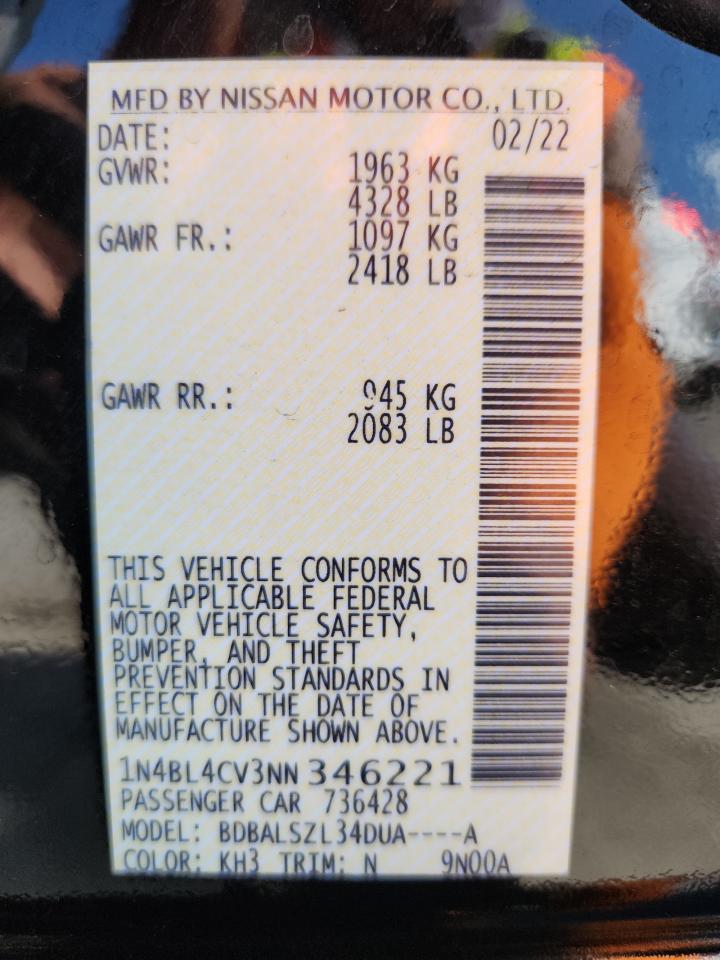 MFD BY NISSAN MOTOR CO., LTD.
DATE: 02/22
GVWR: 1963 KG
4328 LB
GAWR FR.: 1097 KG
2418 LB
GAWR RR.: 945 KG
2083 LB
THIS VEHICLE CONFORMS TO
ALL APPLICABLE FEDERAL
MOTOR VEHICLE SAFETY,
BUMPER, AND THEFT
PREVENTION STANDARDS IN
EFFECT ON THE DATE OF
MANUFACTURE SHOWN ABOVE.
1N4BL4CV3NN346221
PASSENGER CAR 736428
MODEL: BDBALSZL34DUA----A
COLOR: KH3 TRIM: N 9N00A